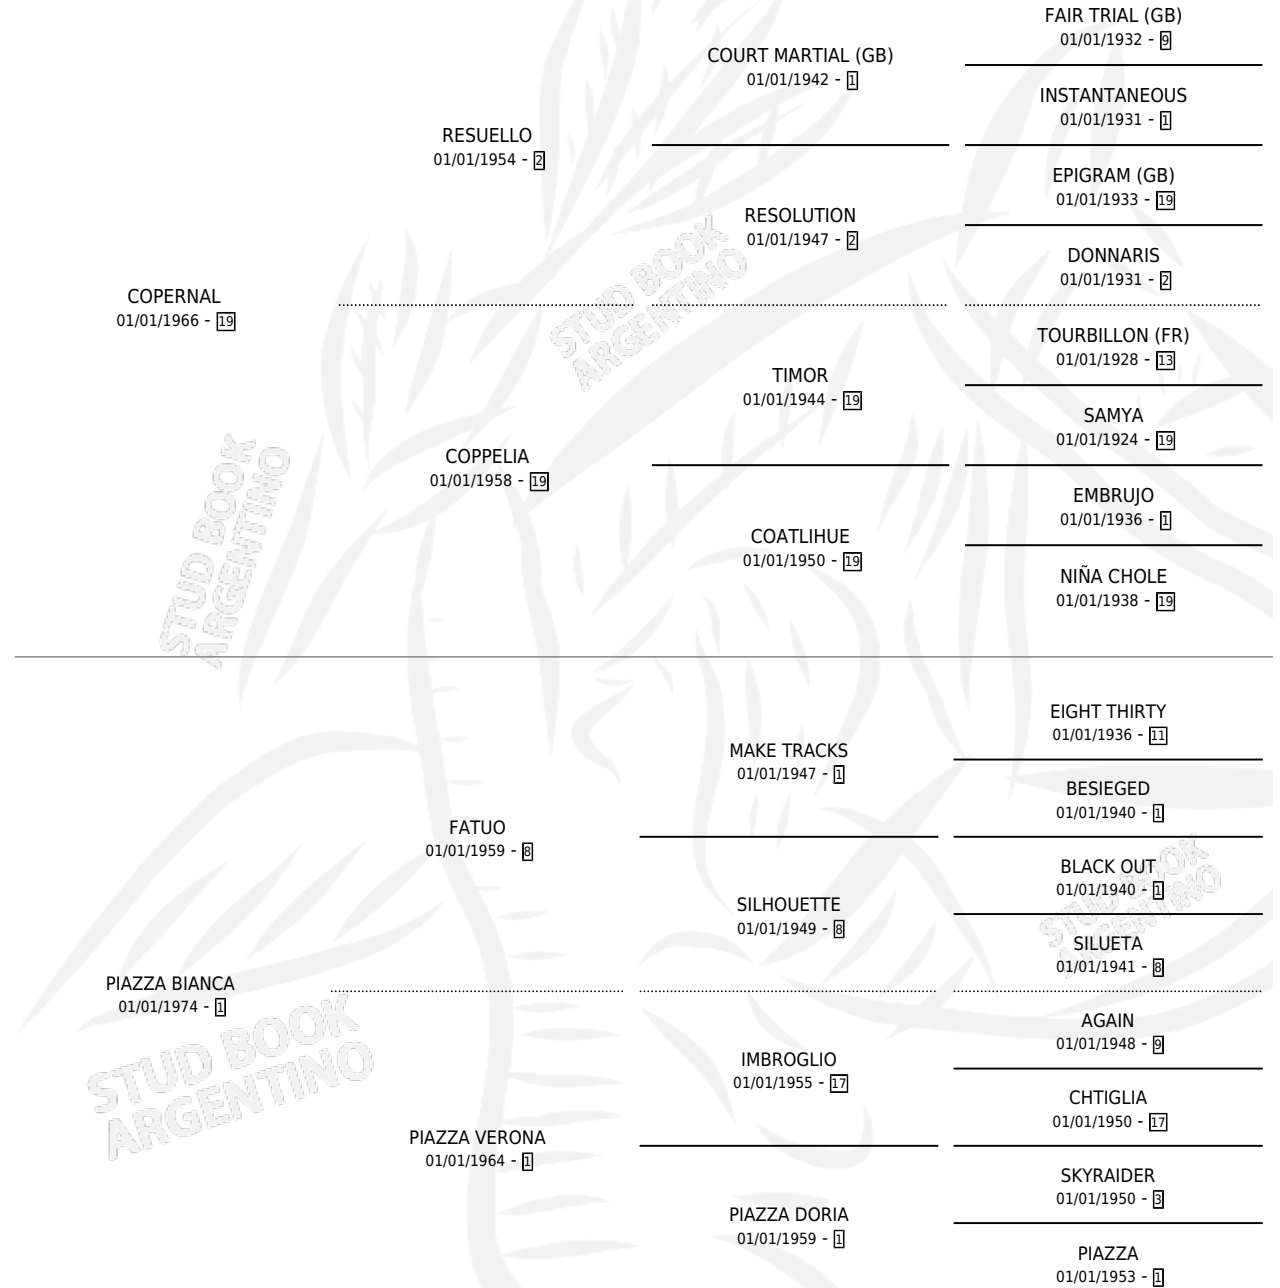 FAIR TRIAL (GB)
01/01/1932 - 9
COURT MARTIAL (GB)
01/01/1942 - 1
INSTANTANEOUS
01/01/1931 - 1
RESUELLO
01/01/1954 - 2
EPIGRAM (GB)
01/01/1933 - 19
RESOLUTION
01/01/1947 - 2
DONNARIS
01/01/1931 - 2
COPERNAL
01/01/1966 - 19
TOURBILLON (FR)
01/01/1928 - 13
TIMOR
01/01/1944 - 19
SAMYA
01/01/1924 - 19
COPPELIA
01/01/1958 - 19
EMBRUJO
01/01/1936 - 1
COATLIHUE
01/01/1950 - 19
NIÑA CHOLE
01/01/1938 - 19
EIGHT THIRTY
01/01/1936 - 11
MAKE TRACKS
01/01/1947 - 1
BESIEGED
01/01/1940 - 1
FATUO
01/01/1959 - 8
BLACK OUT
01/01/1940 - 1
SILHOUETTE
01/01/1949 - 8
SILUETA
01/01/1941 - 8
PIAZZA BIANCA
01/01/1974 - 1
AGAIN
01/01/1948 - 9
IMBROGLIO
01/01/1955 - 17
CHTIGLIA
01/01/1950 - 17
PIAZZA VERONA
01/01/1964 - 1
SKYRAIDER
01/01/1950 - 3
PIAZZA DORIA
01/01/1959 - 1
PIAZZA
01/01/1953 - 1
STUD BOOK
ARGENTINO
STUD BOOK
ARGENTINO
STUD BOOK
ARGENTINO
STUD BOOK
ARGENTINO